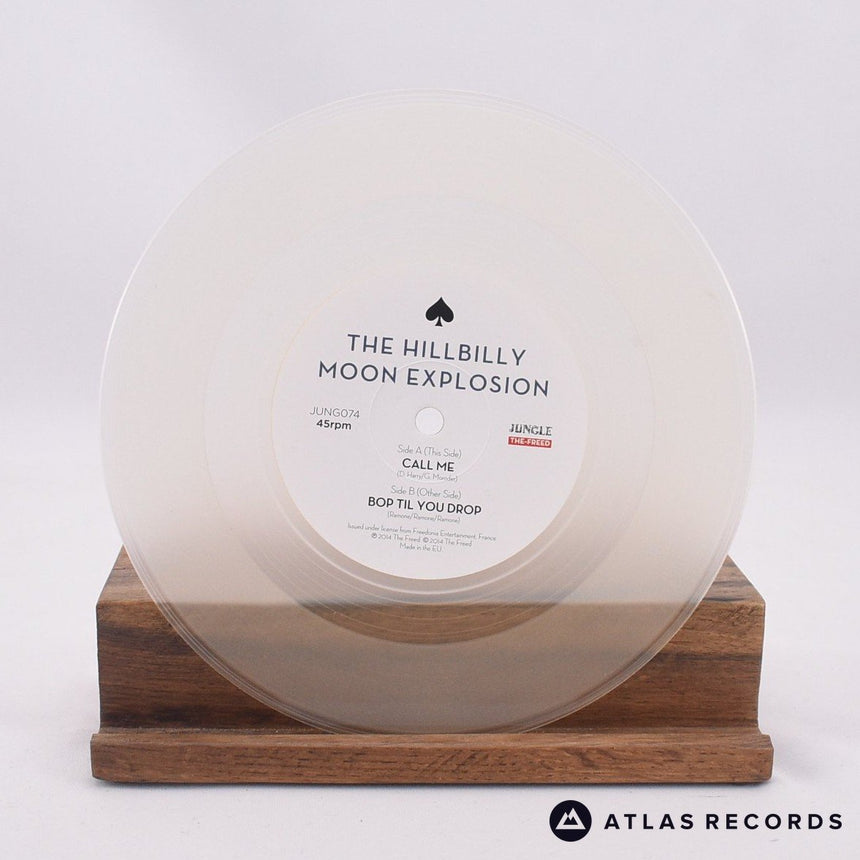 THE HILLBILLY
MOON EXPLOSION
JUNG074
45rpm
JUNGLE
THE-FREED
Side A (This Side)
CALL ME
(D. Harry/G. Moroder)
Side B (Other Side)
BOP TIL YOU DROP
(Ramone/Ramone/Ramone)
Issued under license from Freedonia Entertainment, France
℗ 2014 The Freed © 2014 The Freed
Made in the E.U.
ATLAS RECORDS